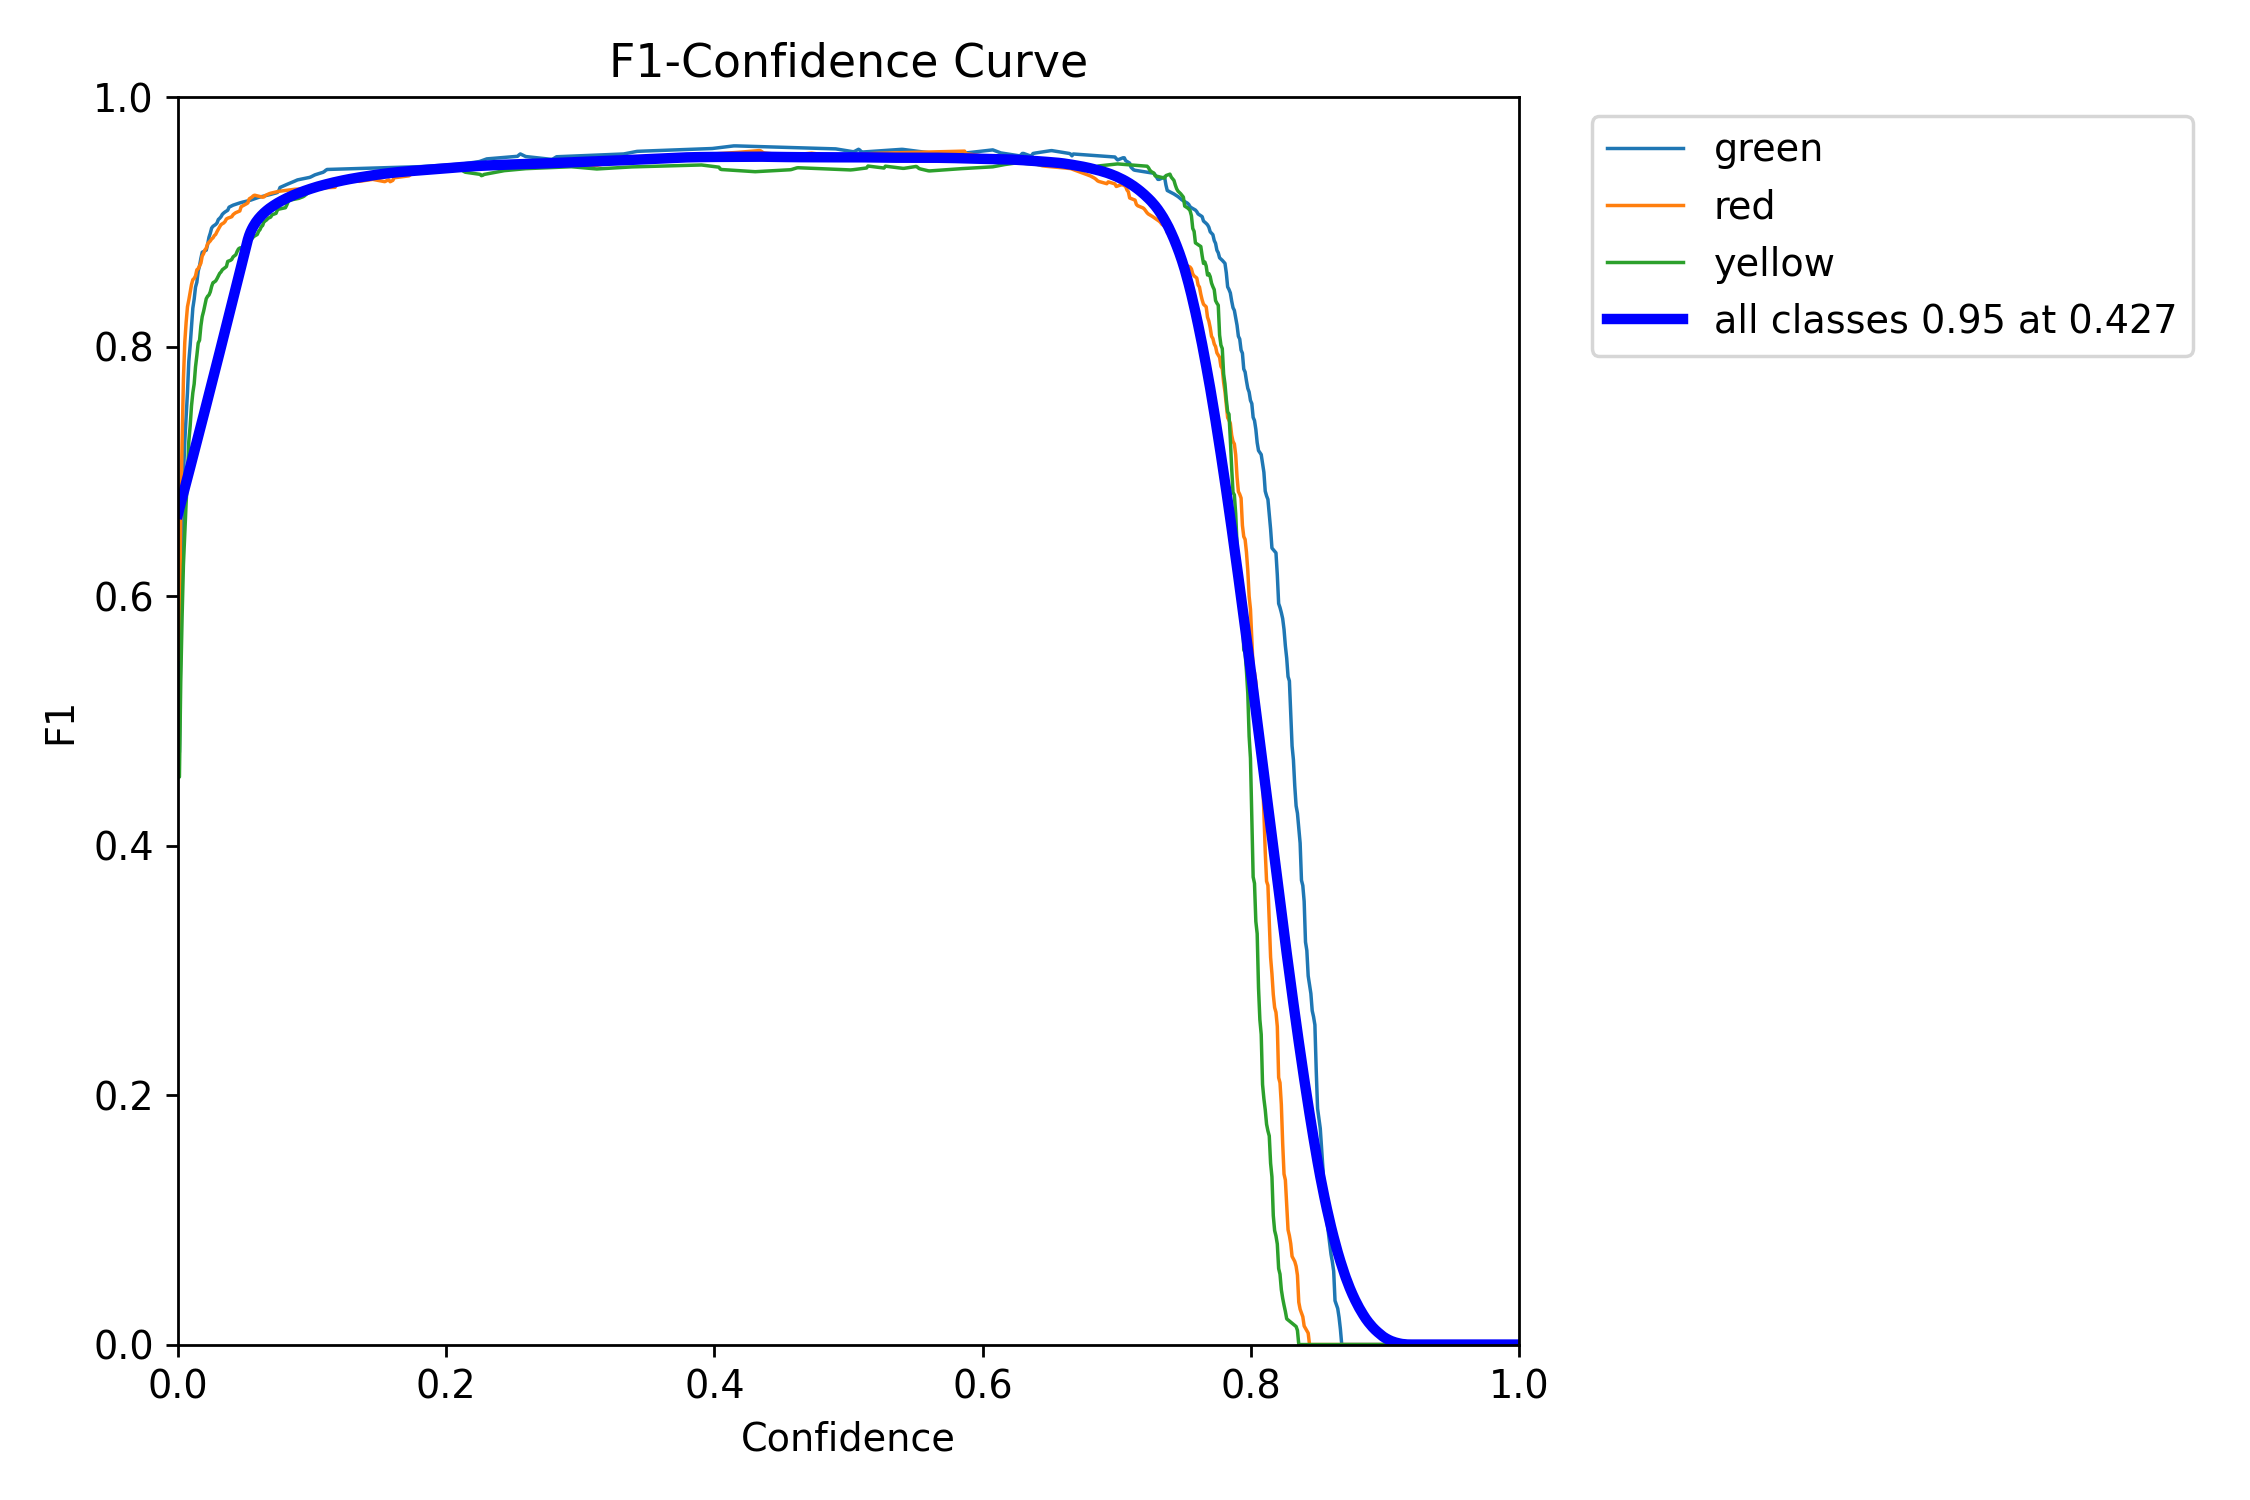 F1-Confidence Curve
1.0
0.8
0.6
0.4
0.2
0.0
F1
0.0 0.2 0.4 0.6 0.8 1.0
Confidence
green
red
yellow
all classes 0.95 at 0.427